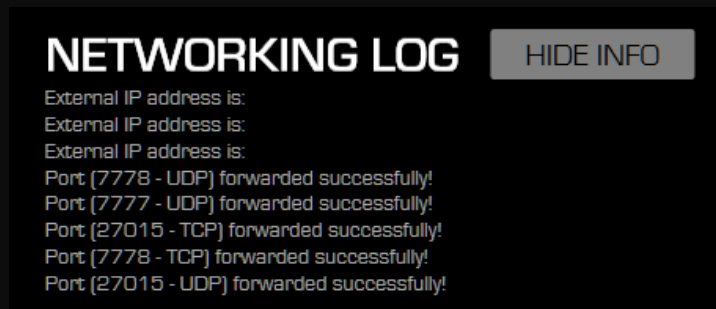 NETWORKING LOG HIDE INFO
External IP address is:
External IP address is:
External IP address is:
Port (7778 - UDP) forwarded successfully!
Port (7777 - UDP) forwarded successfully!
Port (27015 - TCP) forwarded successfully!
Port (7778 - TCP) forwarded successfully!
Port (27015 - UDP) forwarded successfully!